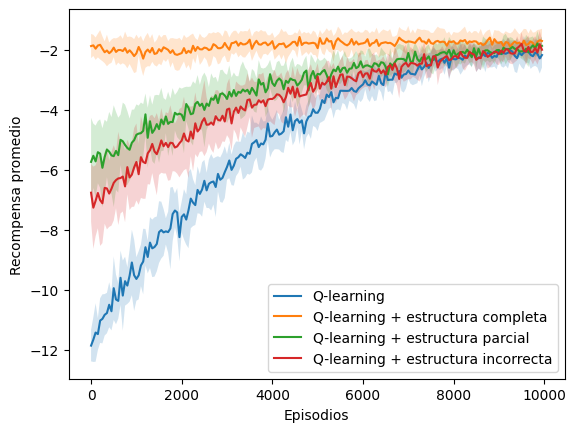 Recompensa promedio
−2
−4
−6
−8
−10
−12
0
2000
4000
6000
8000
10000
Episodios
Q-learning
Q-learning + estructura completa
Q-learning + estructura parcial
Q-learning + estructura incorrecta